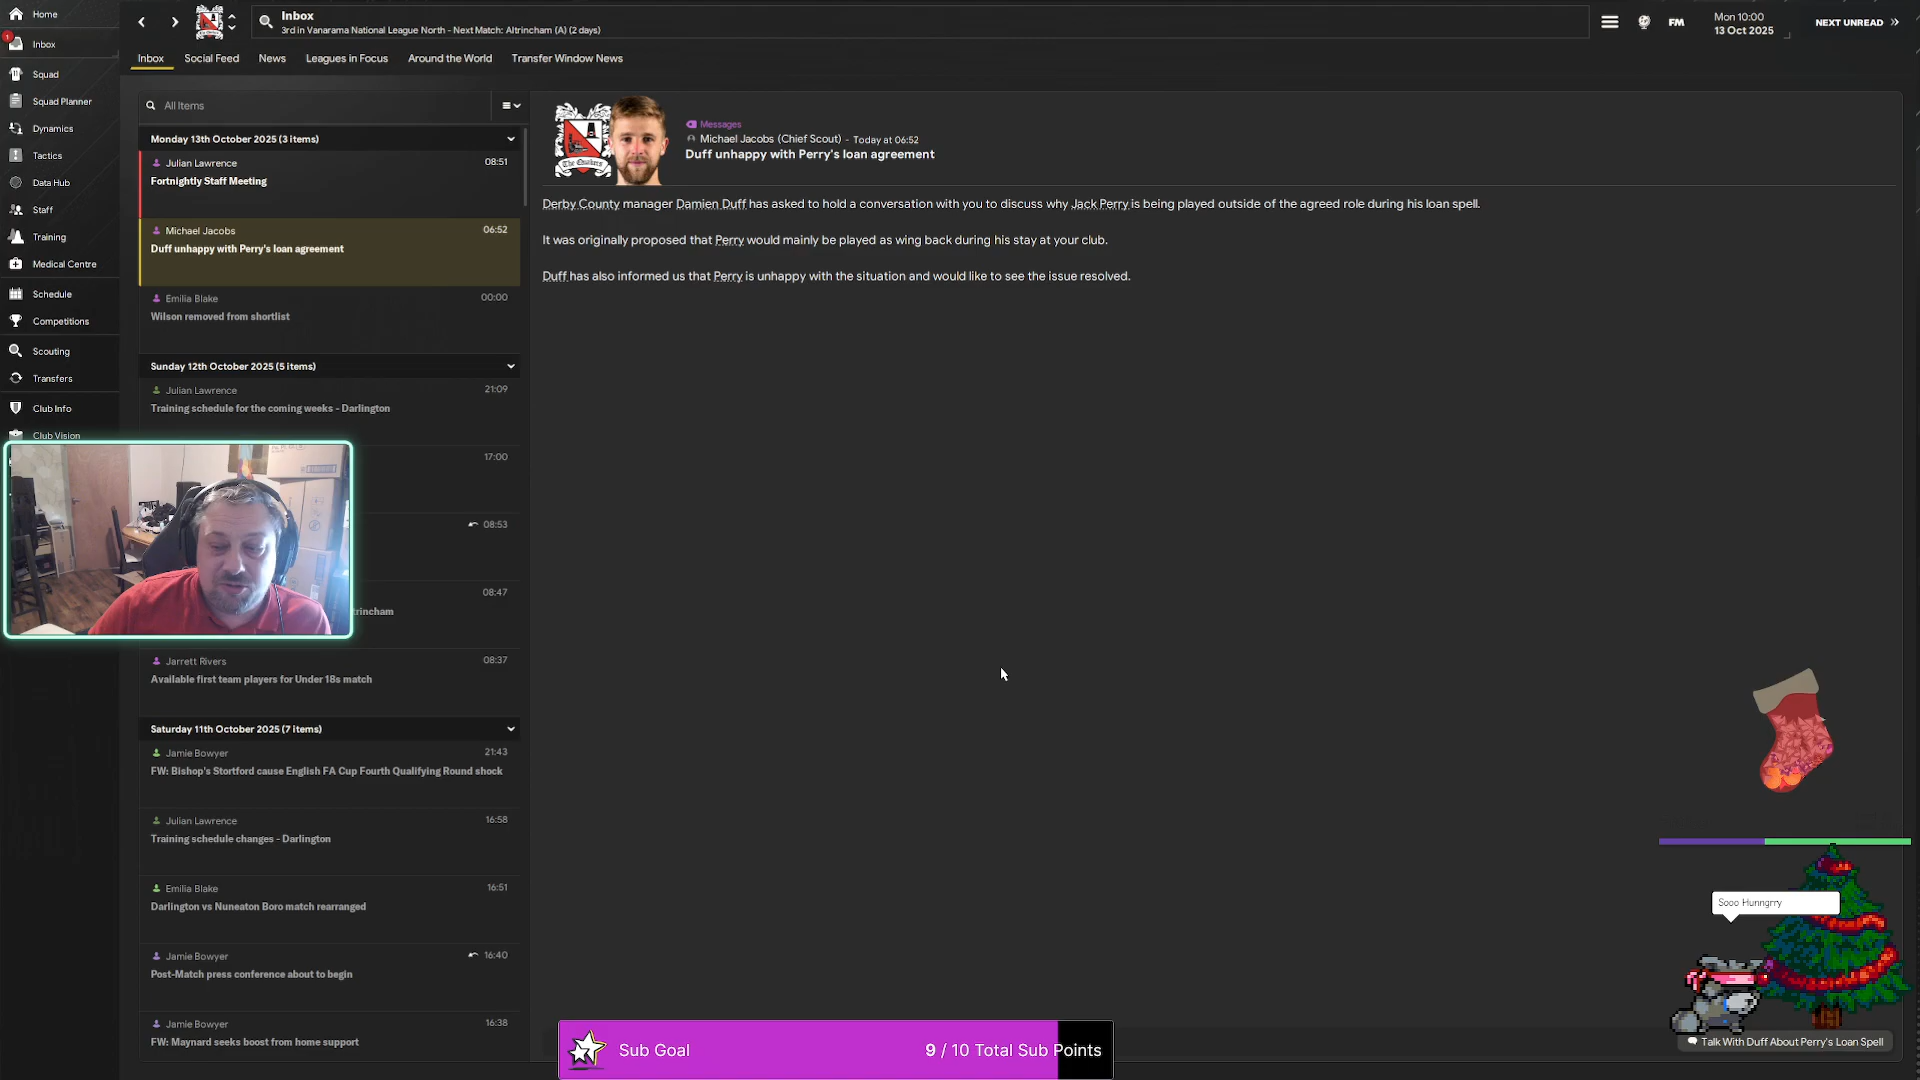 Home
Inbox
Squad
Squad Planner
Dynamics
Tactics
Data Hub
Staff
Training
Medical Centre
Schedule
Competitions
Scouting
Transfers
Club Info
Club Vision
1
Inbox
3rd in Vanarama National League North - Next Match: Altrincham (A) (2 days)
FM
Mon 10:00
13 Oct 2025
NEXT UNREAD
Inbox Social Feed News Leagues in Focus Around the World Transfer Window News
All Items
Monday 13th October 2025 (3 items)
Julian Lawrence 08:51
Fortnightly Staff Meeting
Michael Jacobs 06:52
Duff unhappy with Perry's loan agreement
Emilia Blake 00:00
Wilson removed from shortlist
Sunday 12th October 2025 (5 items)
Julian Lawrence 21:09
Training schedule for the coming weeks - Darlington
17:00
08:53
08:47
trincham
Jarrett Rivers 08:37
Available first team players for Under 18s match
Saturday 11th October 2025 (7 items)
Jamie Bowyer 21:43
FW: Bishop's Stortford cause English FA Cup Fourth Qualifying Round shock
Julian Lawrence 16:58
Training schedule changes - Darlington
Emilia Blake 16:51
Darlington vs Nuneaton Boro match rearranged
Jamie Bowyer 16:40
Post-Match press conference about to begin
Jamie Bowyer 16:38
FW: Maynard seeks boost from home support
The Quakers
Messages
Michael Jacobs (Chief Scout) - Today at 06:52
Duff unhappy with Perry's loan agreement
Derby County manager Damien Duff has asked to hold a conversation with you to discuss why Jack Perry is being played outside of the agreed role during his loan spell.
It was originally proposed that Perry would mainly be played as wing back during his stay at your club.
Duff has also informed us that Perry is unhappy with the situation and would like to see the issue resolved.
Sooo Hunngrry
Talk With Duff About Perry's Loan Spell
Sub Goal 9 / 10 Total Sub Points